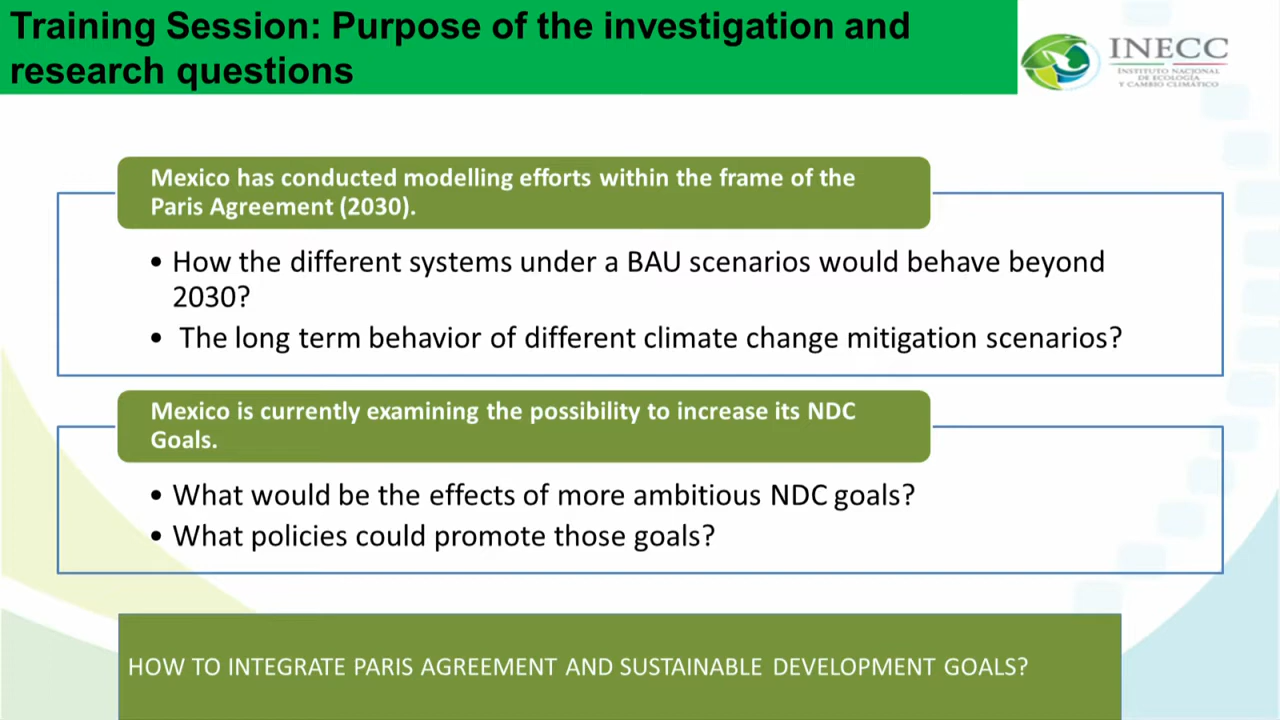 Training Session: Purpose of the investigation and
research questions
INECC
INSTITUTO NACIONAL
DE ECOLOGÍA
Y CAMBIO CLIMÁTICO
Mexico has conducted modelling efforts within the frame of the
Paris Agreement (2030).
• How the different systems under a BAU scenarios would behave beyond
2030?
• The long term behavior of different climate change mitigation scenarios?
Mexico is currently examining the possibility to increase its NDC
Goals.
• What would be the effects of more ambitious NDC goals?
• What policies could promote those goals?
HOW TO INTEGRATE PARIS AGREEMENT AND SUSTAINABLE DEVELOPMENT GOALS?